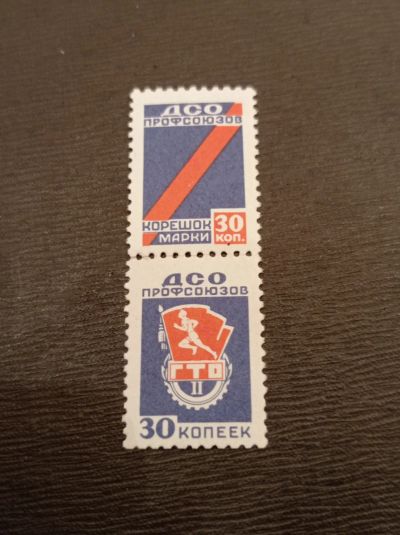 ДСО
ПРОФСОЮЗОВ
КОРЕШОК
МАРКИ
30
КОП.
ДСО
ПРОФСОЮЗОВ
ГТО
II
30 КОПЕЕК